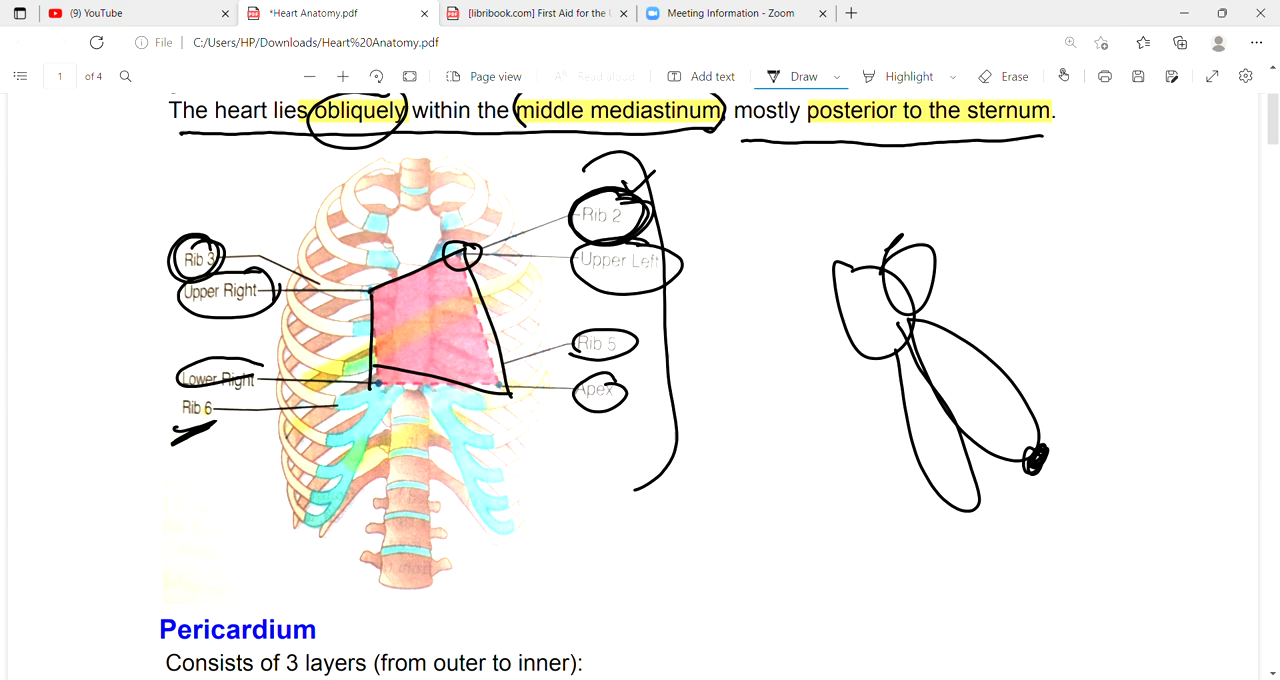 (9) YouTube
*Heart Anatomy.pdf
[libribook.com] First Aid for the
Meeting Information - Zoom
File
C:/Users/HP/Downloads/Heart%20Anatomy.pdf
1 of 4
Page view
Read aloud
Add text
Draw
Highlight
Erase
The heart lies obliquely within the middle mediastinum, mostly posterior to the sternum.
Rib 2
Rib 3
Upper Left
Upper Right
Rib 5
Lower Right
Apex
Rib 6
Pericardium
Consists of 3 layers (from outer to inner):